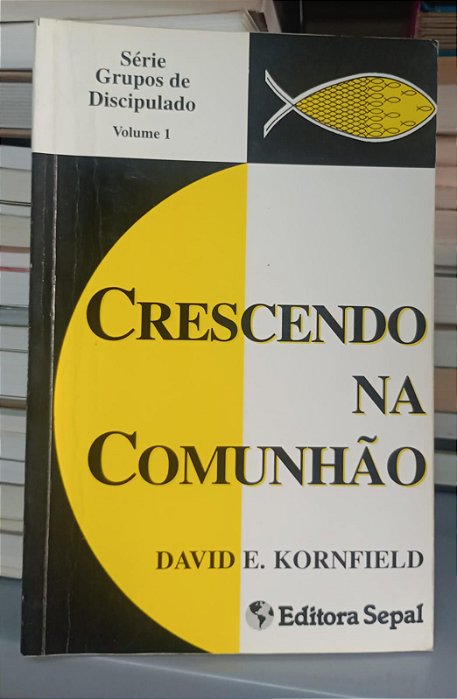 Série
Grupos de
Discipulado
Volume 1
CRESCENDO
NA
COMUNHÃO
DAVID E. KORNFIELD
Editora Sepal